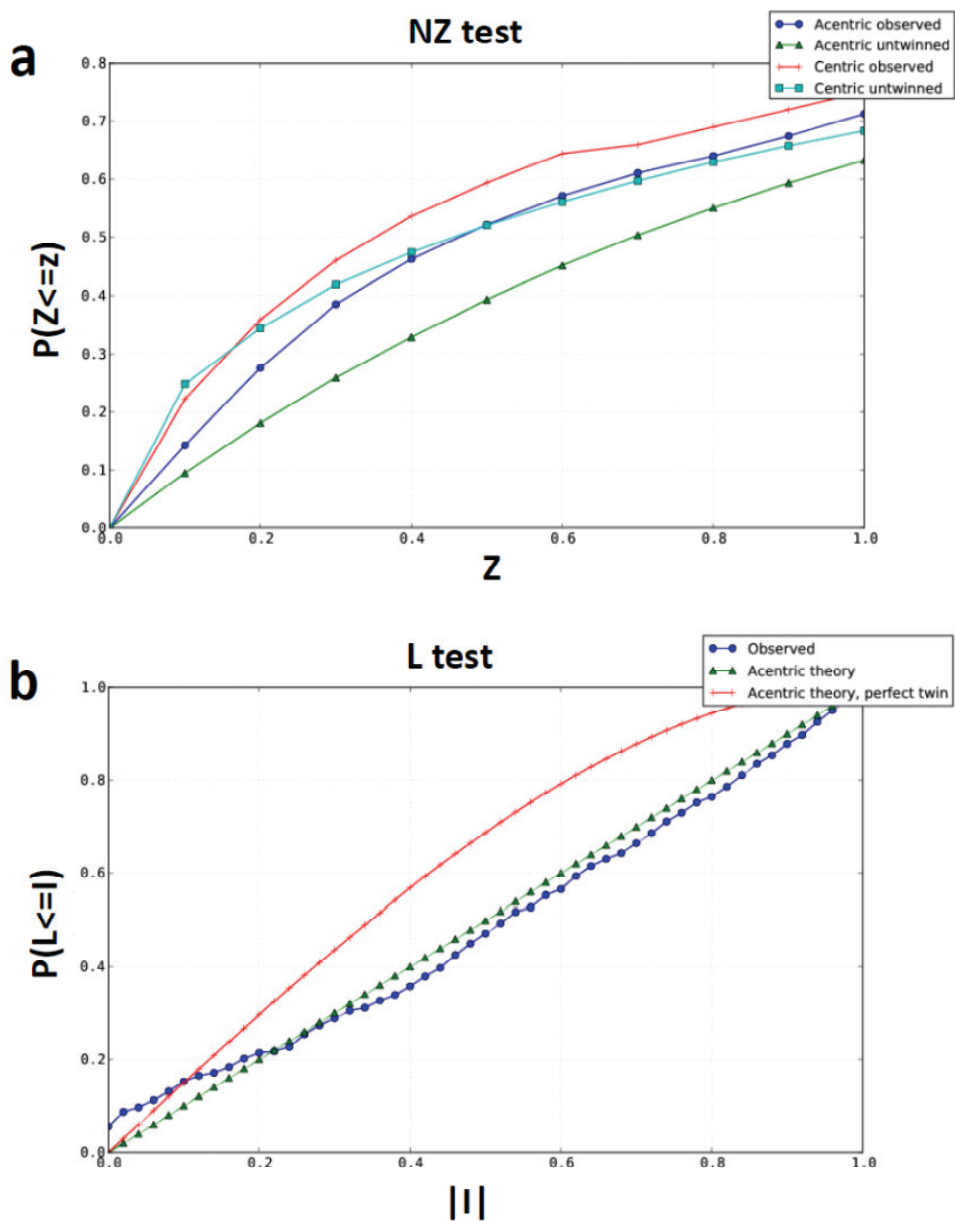 a
NZ test
Acentric observed
Acentric untwinned
Centric observed
Centric untwinned
0.8
0.7
0.6
0.5
0.4
0.3
0.2
0.1
0.0
P(Z<=z)
0.0 0.2 0.4 0.6 0.8 1.0
Z
b
L test
Observed
Acentric theory
Acentric theory, perfect twin
1.0
0.8
0.6
0.4
0.2
0.0
P(L<=l)
0.0 0.2 0.4 0.6 0.8 1.0
|l|